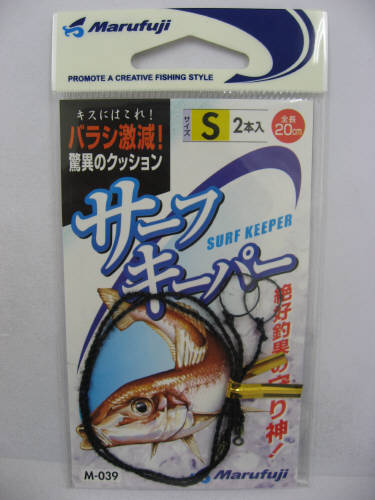 Marufuji
PROMOTE A CREATIVE FISHING STYLE
キスにはこれ!
バラシ激減!
驚異のクッション
サイズ
S
2本入
全長
20cm
サーフ
キーパー
SURF KEEPER
絶好釣果の守り神!
M-039
Marufuji